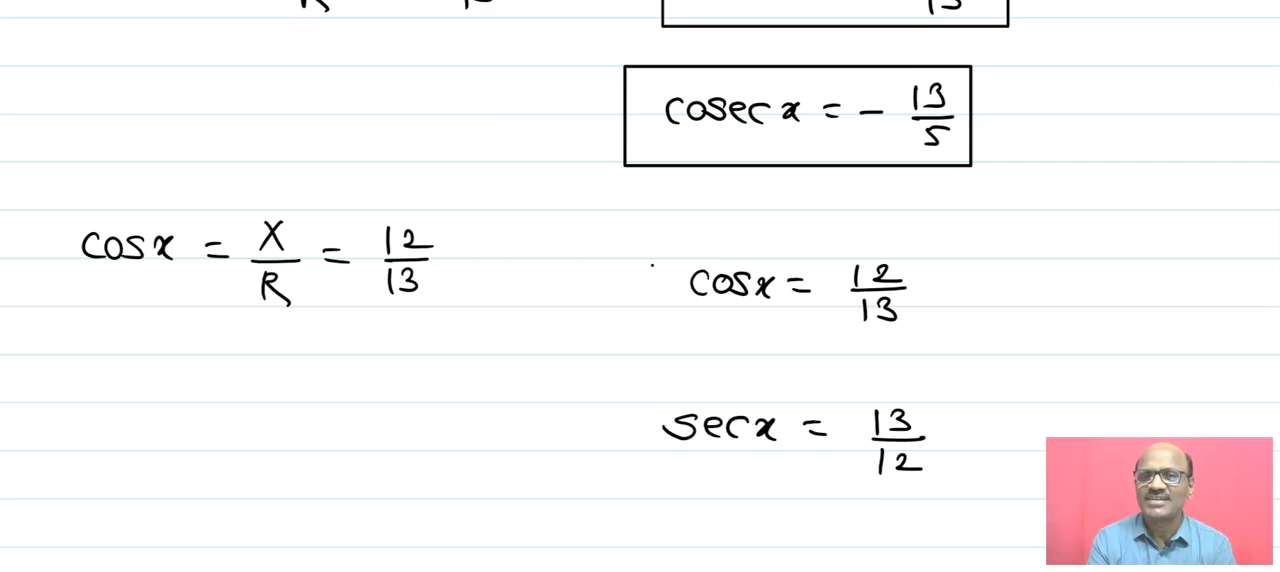 cosec x = - 13/5
cos x = X/R = 12/13
cos x = 12/13
sec x = 13/12